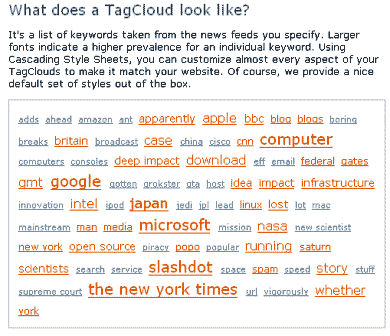 What does a TagCloud look like?
It's a list of keywords taken from the news feeds you specify. Larger
fonts indicate a higher prevalence for an individual keyword. Using
Cascading Style Sheets, you can customize almost every aspect of your
TagClouds to make it match your website. Of course, we provide a nice
default set of styles out of the box.
adds ahead amazon ant apparently apple bbc blog blogs boring
breaks britain broadcast case china cisco cnn computer
computers consoles deep impact download eff email federal gates
gmt google gotten grokster gta host idea impact infrastructure
innovation intel ipod japan jedi jpl lead linux lost lot mac
mainstream man media microsoft mission nasa new scientist
new york open source piracy popo popular running saturn
scientists search service slashdot space spam speed story stuff
supreme court the new york times url vigorously whether
york